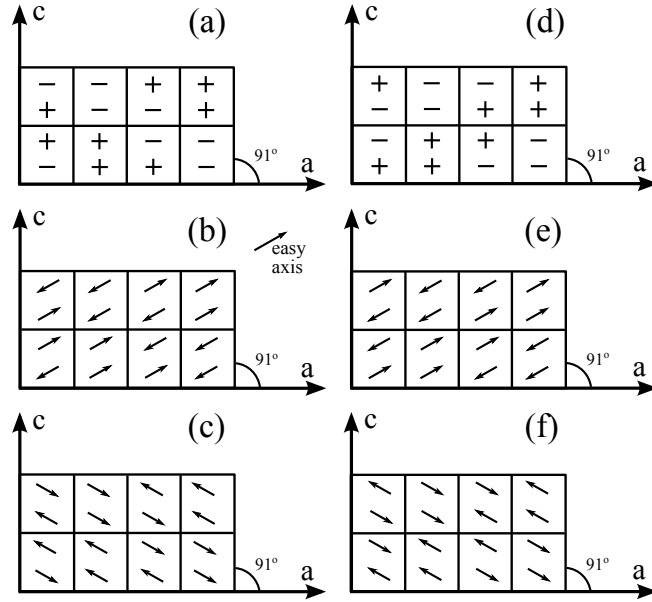 c (a) c (d)
− − + + + − − +
+ − − + − − + +
+ + − − − + + −
− + + − + + − −
91° a 91° a
c (b) easy axis c (e)
91° a 91° a
c (c) c (f)
91° a 91° a